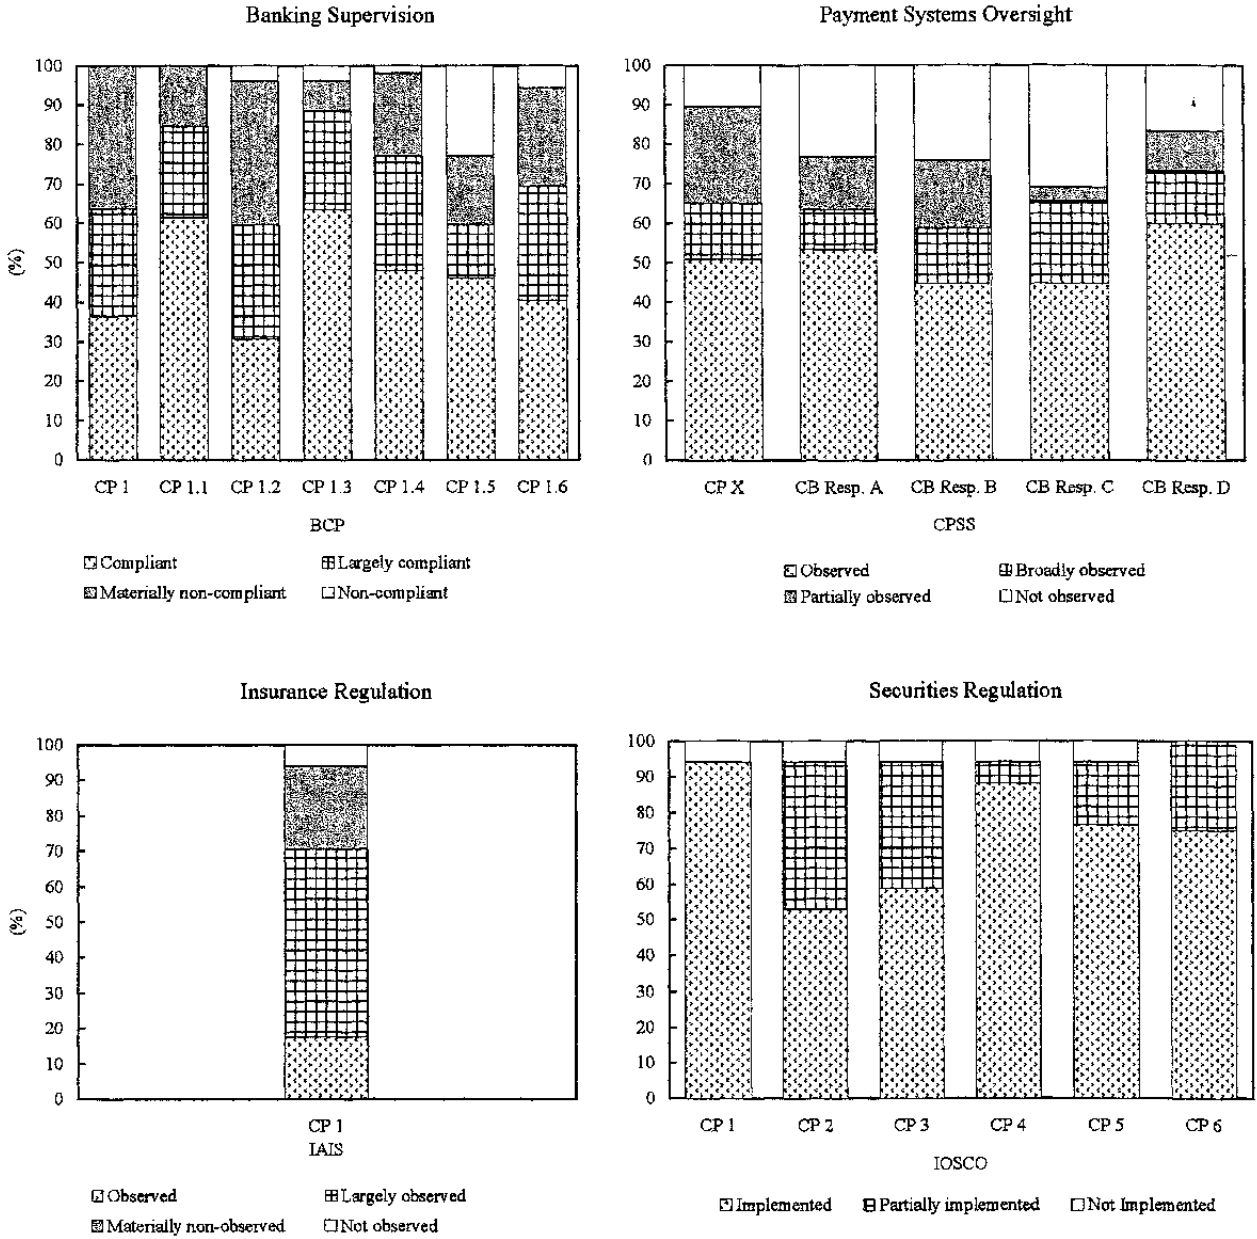 Banking Supervision
100
90
80
70
60
50
40
30
20
10
0
(%)
CP 1 CP 1.1 CP 1.2 CP 1.3 CP 1.4 CP 1.5 CP 1.6
BCP
Compliant Largely compliant
Materially non-compliant Non-compliant
Payment Systems Oversight
100
90
80
70
60
50
40
30
20
10
0
CP X CB Resp. A CB Resp. B CB Resp. C CB Resp. D
CPSS
Observed Broadly observed
Partially observed Not observed
Insurance Regulation
100
90
80
70
60
50
40
30
20
10
0
(%)
CP 1
IAIS
Observed Largely observed
Materially non-observed Not observed
Securities Regulation
100
90
80
70
60
50
40
30
20
10
0
CP 1 CP 2 CP 3 CP 4 CP 5 CP 6
IOSCO
Implemented Partially implemented Not Implemented